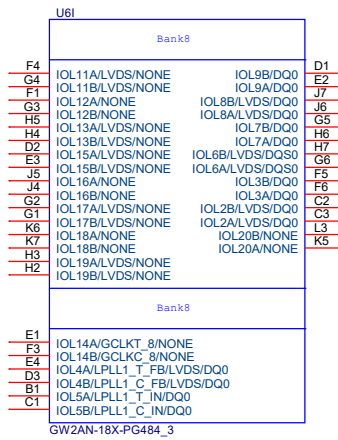 U6I
Bank8
F4 IOL11A/LVDS/NONE IOL9B/DQ0 D1
G4 IOL11B/LVDS/NONE IOL9A/DQ0 E2
F1 IOL12A/NONE IOL8B/LVDS/DQ0 J7
G3 IOL12B/NONE IOL8A/LVDS/DQ0 J6
H5 IOL13A/LVDS/NONE IOL7B/DQ0 G5
H4 IOL13B/LVDS/NONE IOL7A/DQ0 H6
D2 IOL15A/LVDS/NONE IOL6B/LVDS/DQS0 H7
E3 IOL15B/LVDS/NONE IOL6A/LVDS/DQS0 G6
J5 IOL16A/NONE IOL3B/DQ0 F5
J4 IOL16B/NONE IOL3A/DQ0 F6
G2 IOL17A/LVDS/NONE IOL2B/LVDS/DQ0 C2
G1 IOL17B/LVDS/NONE IOL2A/LVDS/DQ0 C3
K6 IOL18A/NONE IOL20B/NONE L3
K7 IOL18B/NONE IOL20A/NONE K5
H3 IOL19A/LVDS/NONE
H2 IOL19B/LVDS/NONE
Bank8
E1 IOL14A/GCLKT_8/NONE
F3 IOL14B/GCLKC_8/NONE
E4 IOL4A/LPLL1_T_FB/LVDS/DQ0
D3 IOL4B/LPLL1_C_FB/LVDS/DQ0
B1 IOL5A/LPLL1_T_IN/DQ0
C1 IOL5B/LPLL1_C_IN/DQ0
GW2AN-18X-PG484_3